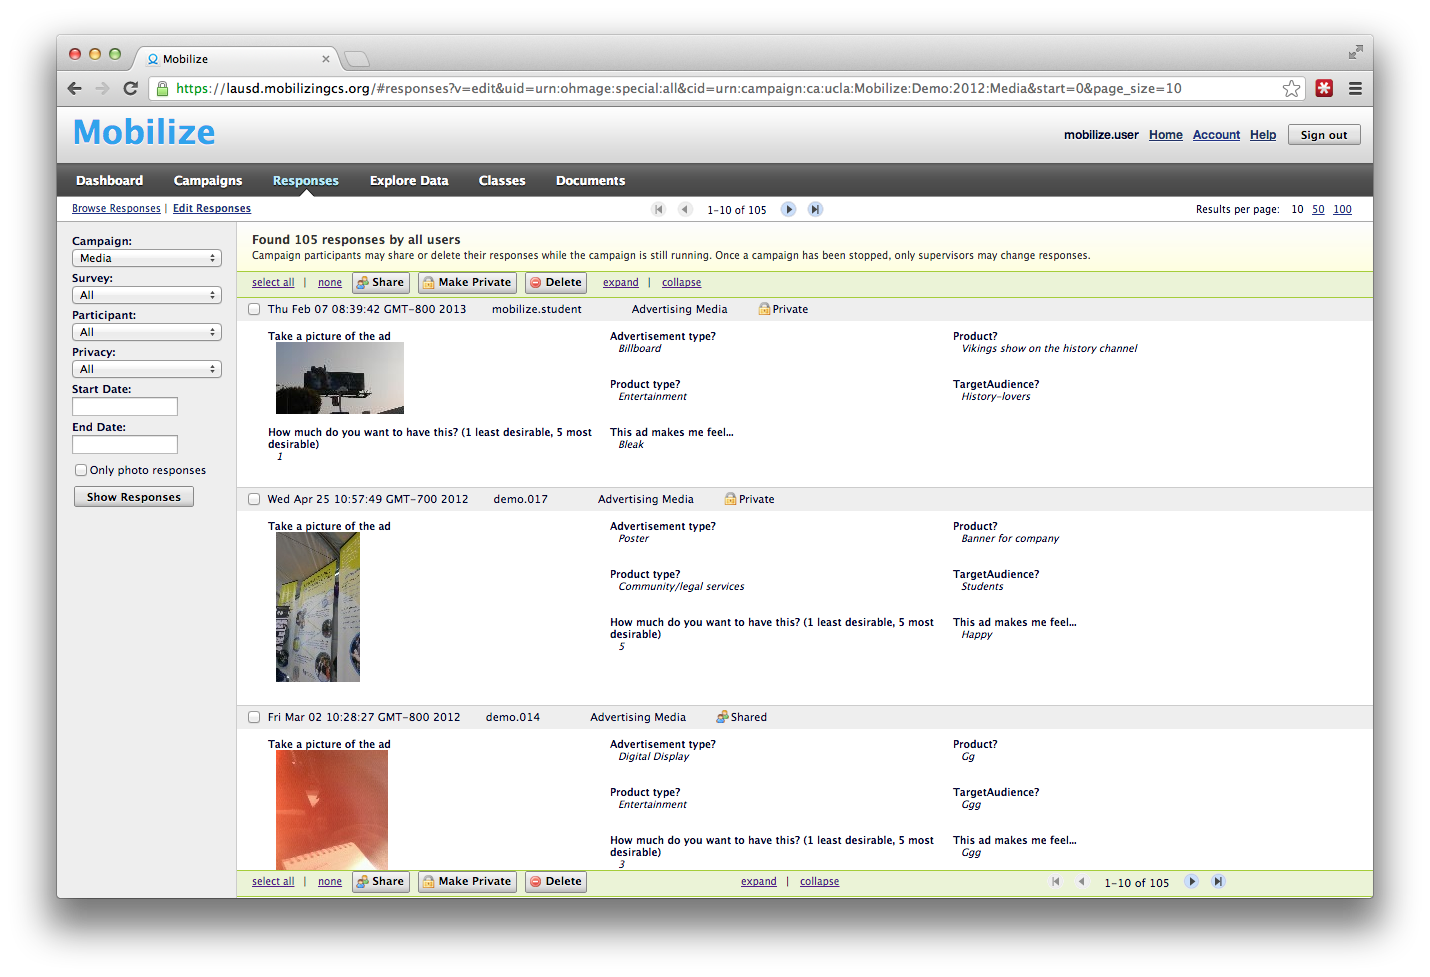 Mobilize
https://lausd.mobilizingcs.org/#responses?v=edit&uid=urn:ohmage:special:all&cid=urn:campaign:ca:ucla:Mobilize:Demo:2012:Media&start=0&page_size=10
Mobilize
mobilize.user Home Account Help Sign out
Dashboard Campaigns Responses Explore Data Classes Documents
Browse Responses | Edit Responses 1-10 of 105 Results per page: 10 50 100
Campaign:
Media
Survey:
All
Participant:
All
Privacy:
All
Start Date:
End Date:
Only photo responses
Show Responses
Found 105 responses by all users
Campaign participants may share or delete their responses while the campaign is still running. Once a campaign has been stopped, only supervisors may change responses.
select all | none Share Make Private Delete expand | collapse
Thu Feb 07 08:39:42 GMT-800 2013 mobilize.student Advertising Media Private
Take a picture of the ad
Advertisement type?
Billboard
Product?
Vikings show on the history channel
Product type?
Entertainment
TargetAudience?
History-lovers
How much do you want to have this? (1 least desirable, 5 most
desirable)
1
This ad makes me feel...
Bleak
Wed Apr 25 10:57:49 GMT-700 2012 demo.017 Advertising Media Private
Take a picture of the ad
Advertisement type?
Poster
Product?
Banner for company
Product type?
Community/legal services
TargetAudience?
Students
How much do you want to have this? (1 least desirable, 5 most
desirable)
5
This ad makes me feel...
Happy
Fri Mar 02 10:28:27 GMT-800 2012 demo.014 Advertising Media Shared
Take a picture of the ad
Advertisement type?
Digital Display
Product?
Gg
Product type?
Entertainment
TargetAudience?
Ggg
How much do you want to have this? (1 least desirable, 5 most
desirable)
3
This ad makes me feel...
Ggg
select all | none Share Make Private Delete expand | collapse 1-10 of 105